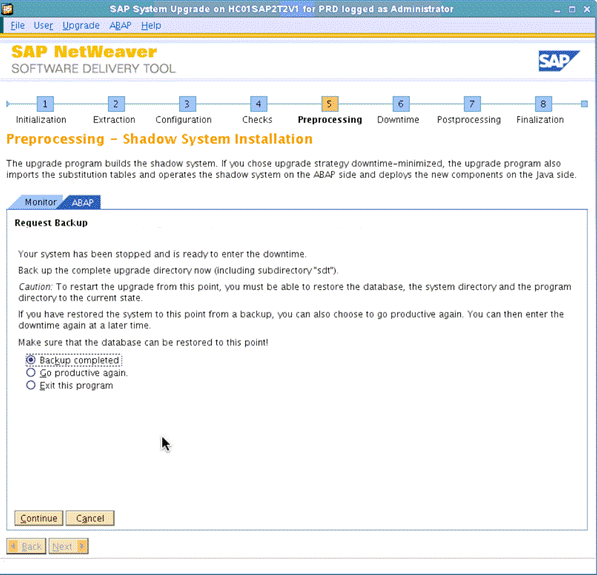 SAP System Upgrade on HC01SAP2T2V1 for PRD logged as Administrator
File User Upgrade ABAP Help
SAP NetWeaver
SOFTWARE DELIVERY TOOL
SAP
1 2 3 4 5 6 7 8
Initialization Extraction Configuration Checks Preprocessing Downtime Postprocessing Finalization
Preprocessing - Shadow System Installation
The upgrade program builds the shadow system. If you chose upgrade strategy downtime-minimized, the upgrade program also
imports the substitution tables and operates the shadow system on the ABAP side and deploys the new components on the Java side.
Monitor ABAP
Request Backup
Your system has been stopped and is ready to enter the downtime.
Back up the complete upgrade directory now (including subdirectory "sdt").
Caution: To restart the upgrade from this point, you must be able to restore the database, the system directory and the program
directory to the current state.
If you have restored the system to this point from a backup, you can also choose to go productive again. You can then enter the
downtime again at a later time.
Make sure that the database can be restored to this point!
Backup completed
Go productive again.
Exit this program
Continue Cancel
Back Next